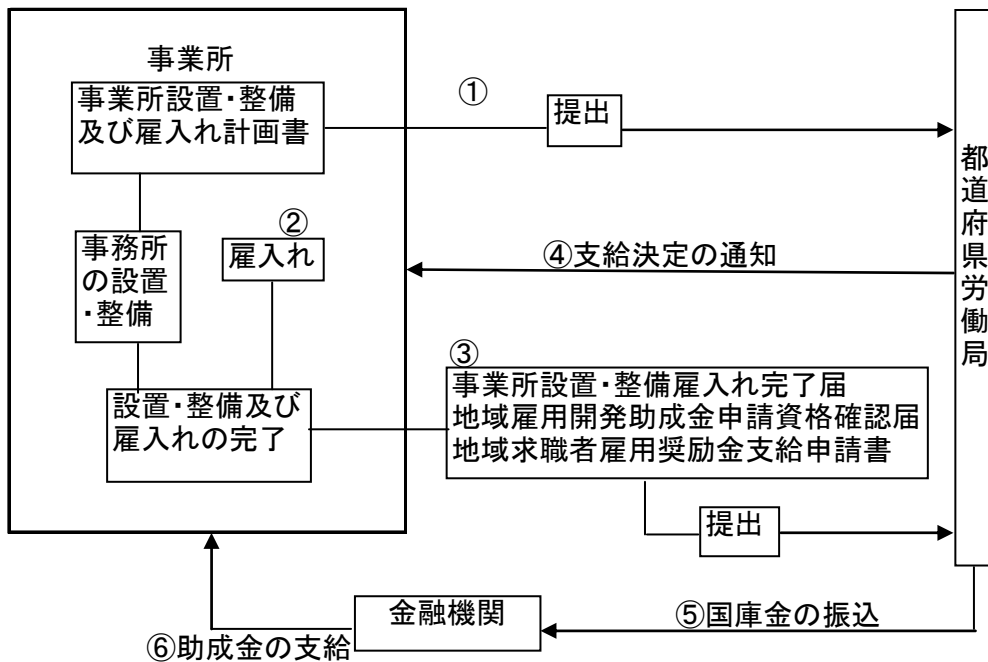 事業所
事業所設置・整備
及び雇入れ計画書
①
提出
都道府県労働局
事務所
の設置
・整備
②
雇入れ
④支給決定の通知
設置・整備及び
雇入れの完了
③
事業所設置・整備雇入れ完了届
地域雇用開発助成金申請資格確認届
地域求職者雇用奨励金支給申請書
提出
⑤国庫金の振込
金融機関
⑥助成金の支給